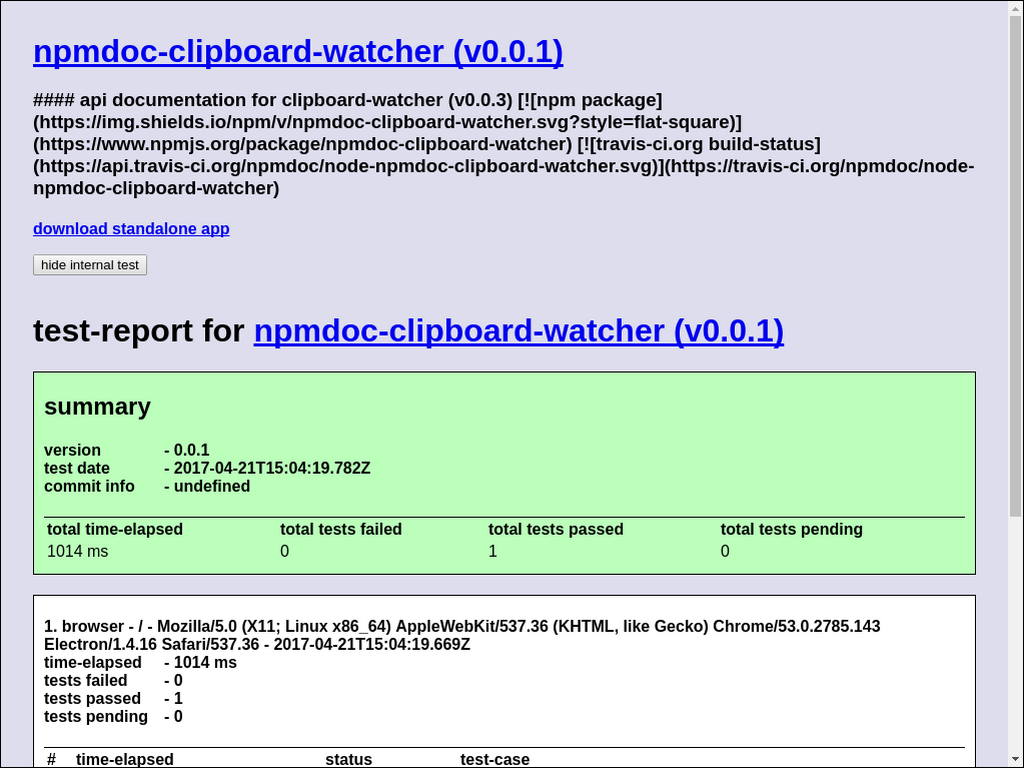 npmdoc-clipboard-watcher (v0.0.1)
#### api documentation for clipboard-watcher (v0.0.3) [![npm package]
(https://img.shields.io/npm/v/npmdoc-clipboard-watcher.svg?style=flat-square)]
(https://www.npmjs.org/package/npmdoc-clipboard-watcher) [![travis-ci.org build-status]
(https://api.travis-ci.org/npmdoc/node-npmdoc-clipboard-watcher.svg)](https://travis-ci.org/npmdoc/node-
npmdoc-clipboard-watcher)
download standalone app
hide internal test
test-report for npmdoc-clipboard-watcher (v0.0.1)
summary
version - 0.0.1
test date - 2017-04-21T15:04:19.782Z
commit info - undefined
total time-elapsed total tests failed total tests passed total tests pending
1014 ms 0 1 0
1. browser - / - Mozilla/5.0 (X11; Linux x86_64) AppleWebKit/537.36 (KHTML, like Gecko) Chrome/53.0.2785.143
Electron/1.4.16 Safari/537.36 - 2017-04-21T15:04:19.669Z
time-elapsed - 1014 ms
tests failed - 0
tests passed - 1
tests pending - 0
# time-elapsed status test-case